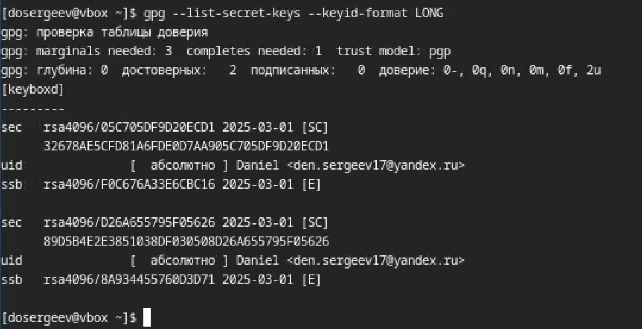 [dosergeev@vbox ~]$ gpg --list-secret-keys --keyid-format LONG
gpg: проверка таблицы доверия
gpg: marginals needed: 3  completes needed: 1  trust model: pgp
gpg: глубина: 0  достоверных:   2  подписанных:   0  доверие: 0-, 0q, 0n, 0m, 0f, 2u
[keyboxd]
---------
sec   rsa4096/05C705DF9D20ECD1 2025-03-01 [SC]
      32678AE5CFD81A6FDE0D7AA905C705DF9D20ECD1
uid              [  абсолютно ] Daniel <den.sergeev17@yandex.ru>
ssb   rsa4096/F0C676A33E6CBC16 2025-03-01 [E]
sec   rsa4096/D26A655795F05626 2025-03-01 [SC]
      89D5B4E2E3851038DF030508D26A655795F05626
uid              [  абсолютно ] Daniel <den.sergeev17@yandex.ru>
ssb   rsa4096/8A934455760D3D71 2025-03-01 [E]
[dosergeev@vbox ~]$